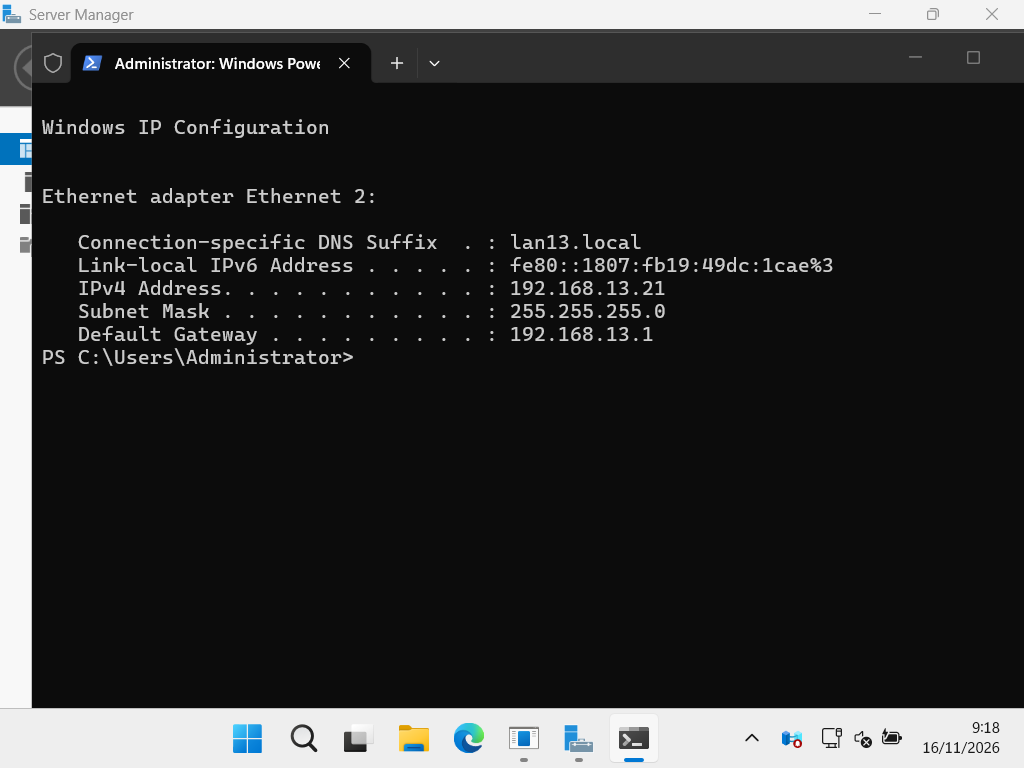 Server Manager
Administrator: Windows Powe
Windows IP Configuration
Ethernet adapter Ethernet 2:
Connection-specific DNS Suffix . : lan13.local
Link-local IPv6 Address . . . . . : fe80::1807:fb19:49dc:1cae%3
IPv4 Address. . . . . . . . . . . : 192.168.13.21
Subnet Mask . . . . . . . . . . . : 255.255.255.0
Default Gateway . . . . . . . . . : 192.168.13.1
PS C:\Users\Administrator>
9:18
16/11/2026